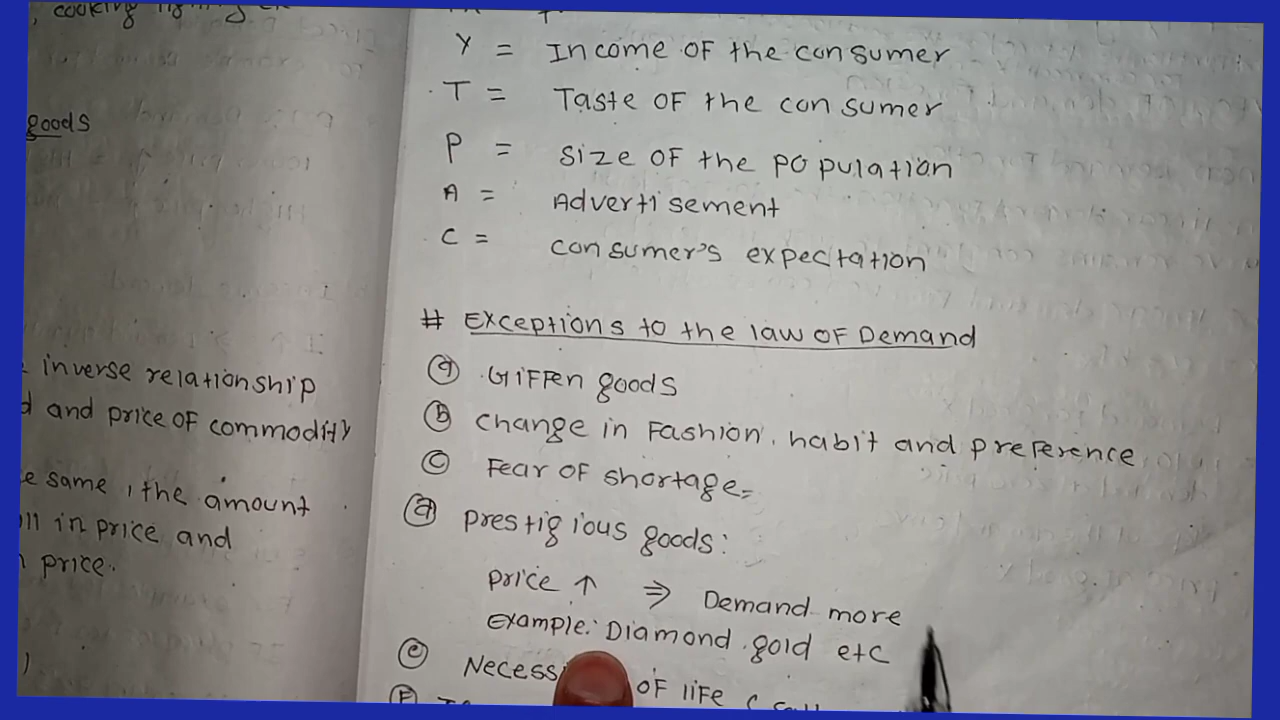 , cooking
goods
inverse relationship
and price of commodity
same, the amount
in price and
price.
Y = Income of the consumer
T = Taste of the consumer
P = size of the population
A = Advertisement
C = consumer's expectation
# Exceptions to the law of Demand
(a) Giffen goods
(b) change in Fashion, habit and preference
(c) Fear of shortage
(d) prestigious goods:
price ↑ ⇒ Demand more
Example: Diamond, gold etc
(e) of life
(F)